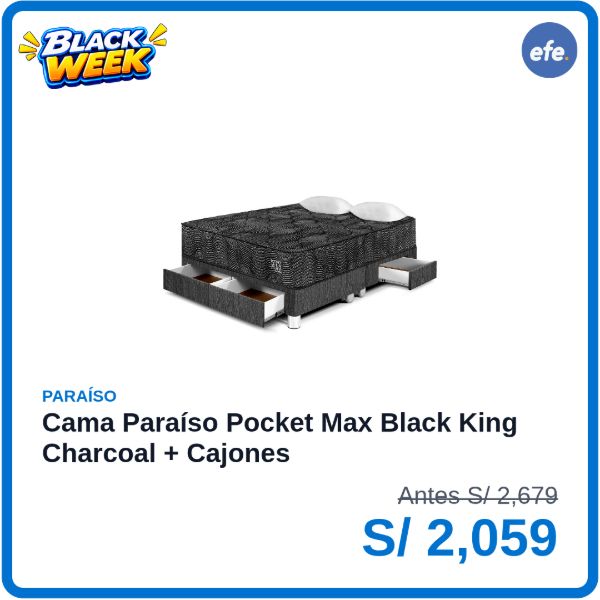 BLACK
WEEK
efe.
PARAÍSO
Cama Paraíso Pocket Max Black King
Charcoal + Cajones
Antes S/ 2,679
S/ 2,059